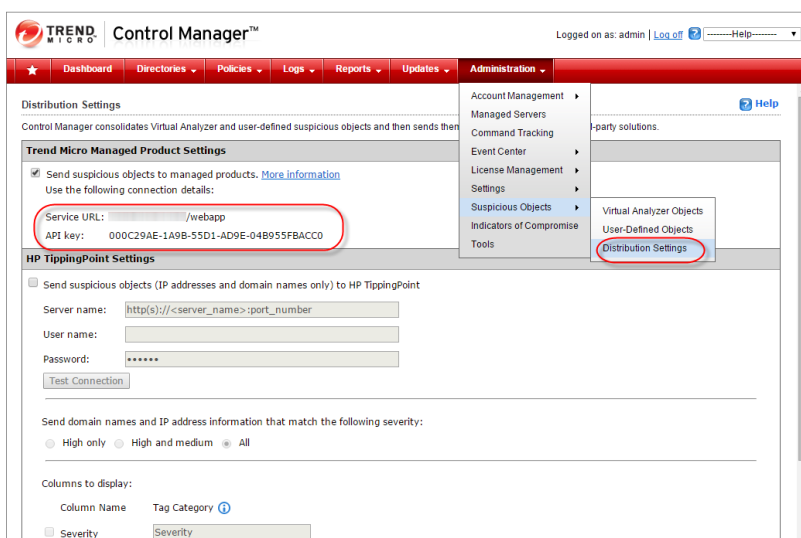 TREND MICRO Control Manager™
Logged on as: admin | Log off --------Help--------
Dashboard Directories Policies Logs Reports Updates Administration
Account Management
Managed Servers
Command Tracking
Event Center
License Management
Settings
Suspicious Objects
Indicators of Compromise
Tools
Virtual Analyzer Objects
User-Defined Objects
Distribution Settings
Distribution Settings
Help
Control Manager consolidates Virtual Analyzer and user-defined suspicious objects and then sends them -party solutions.
Trend Micro Managed Product Settings
Send suspicious objects to managed products. More information
Use the following connection details:
Service URL: /webapp
API key: 000C29AE-1A9B-55D1-AD9E-04B955FBACC0
HP TippingPoint Settings
Send suspicious objects (IP addresses and domain names only) to HP TippingPoint
Server name: http(s)://<server_name>:port_number
User name:
Password: ••••••
Test Connection
Send domain names and IP address information that match the following severity:
High only High and medium All
Columns to display:
Column Name Tag Category
Severity Severity